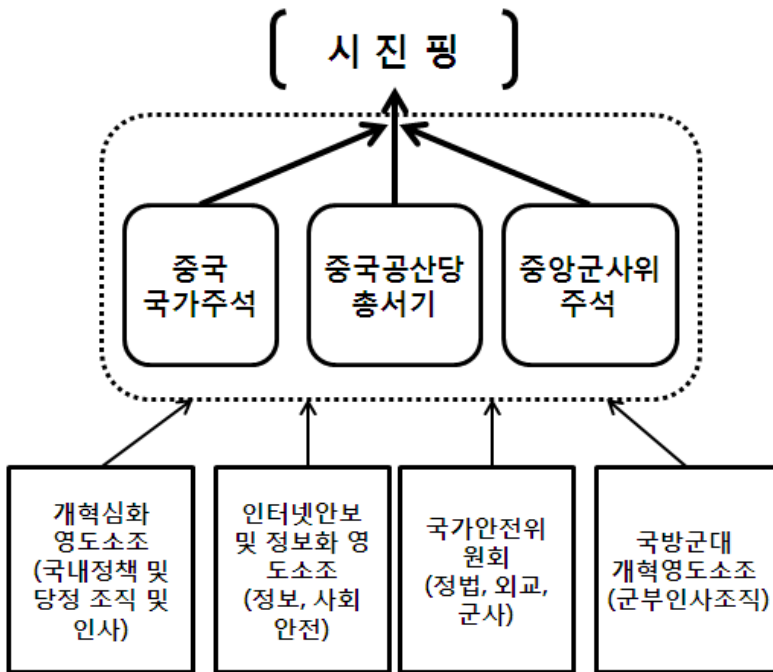 시 진 핑
중국
국가주석
중국공산당
총서기
중앙군사위
주석
개혁심화
영도소조
(국내정책 및
당정 조직 및
인사)
인터넷안보
및 정보화 영
도소조
(정보, 사회
안전)
국가안전위
원회
(정법, 외교,
군사)
국방군대
개혁영도소조
(군부인사조직)